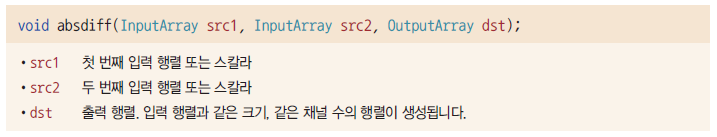 void absdiff(InputArray src1, InputArray src2, OutputArray dst);
• src1 첫 번째 입력 행렬 또는 스칼라
• src2 두 번째 입력 행렬 또는 스칼라
• dst 출력 행렬. 입력 행렬과 같은 크기, 같은 채널 수의 행렬이 생성됩니다.